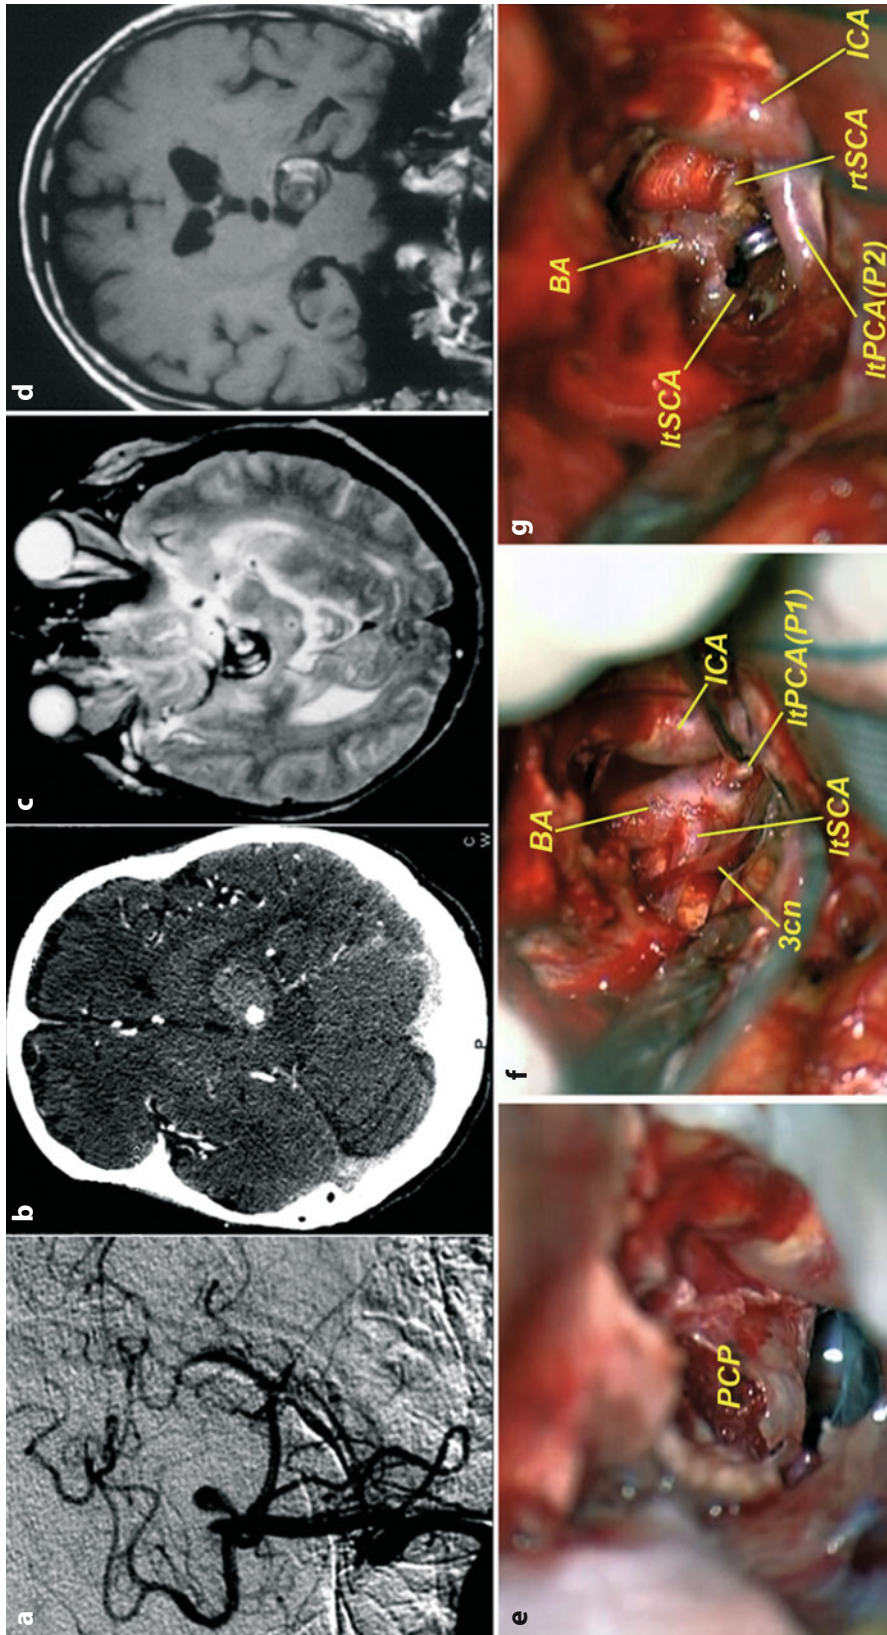 a
b
C
W
P
c
d
e
PCP
f
BA
ICA
ltPCA(P1)
ltSCA
3cn
g
BA
ltSCA
ICA
rtSCA
ltPCA(P2)